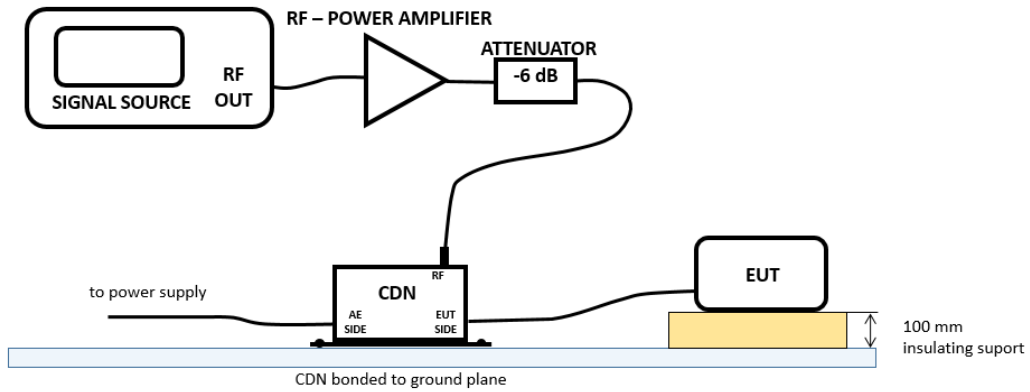 RF – POWER AMPLIFIER
ATTENUATOR
-6 dB
RF
OUT
SIGNAL SOURCE
RF
CDN
AE
SIDE
EUT
SIDE
EUT
to power supply
100 mm
insulating suport
CDN bonded to ground plane